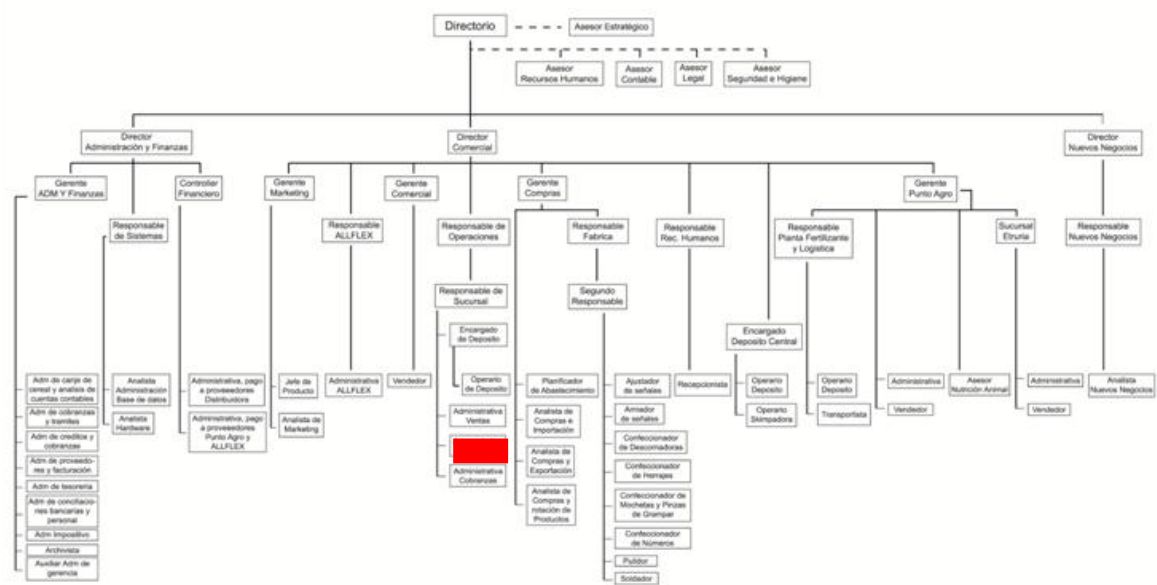 Directorio
Asesor Estratégico
Asesor
Recursos Humanos
Asesor
Contable
Asesor
Legal
Asesor
Seguridad e Higiene
Director
Administración y Finanzas
Director
Comercial
Director
Nuevos Negocios
Gerente
ADM Y Finanzas
Controller
Financiero
Gerente
Marketing
Gerente
Comercial
Gerente
Compras
Gerente
Punto Agro
Responsable
de Sistemas
Responsable
ALLFLEX
Responsable de
Operaciones
Responsable
Fabrica
Responsable
Rec. Humanos
Responsable
Planta Fertilizante
y Logistica
Sucursal
Etruria
Responsable
Nuevos Negocios
Responsable de
Sucursal
Segundo
Responsable
Encargado
de Deposito
Encargado
Deposito Central
Adm de canje de
cereal y analisis de
cuentas contables
Adm de cobranzas
y tramites
Adm de creditos y
cobranzas
Adm de proveedo-
res y facturación
Adm de tesoreria
Adm de conciliacio-
nes bancarias y
personal
Adm Impositivo
Archivista
Auxiliar Adm de
gerencia
Analista
Administración
Base de datos
Analista
Hardware
Administrativa, pago
a proveedores
Distribuidora
Administrativa, pago
a proveedores
Punto Agro y
ALLFLEX
Jefe de
Producto
Analista de
Marketing
Administrativa
ALLFLEX
Vendedor
Operario
de Deposito
Administrativa
Ventas
Administrativa
Cobranzas
Planificador
de Abastecimiento
Analista de
Compras e
Importación
Analista de
Compras y
Exportación
Analista de
Compras y
rotación de
Productos
Ajustador
de señales
Armador
de señales
Confeccionador
de Descornadoras
Confeccionador
de Herrajes
Confeccionador de
Mochetas y Pinzas
de Grampar
Confeccionador
de Números
Pulidor
Soldador
Recepcionista
Operario
Deposito
Operario
Skimpadora
Operario
Deposito
Transportista
Administrativa
Vendedor
Asesor
Nutrición Animal
Administrativa
Vendedor
Analista
Nuevos Negocios